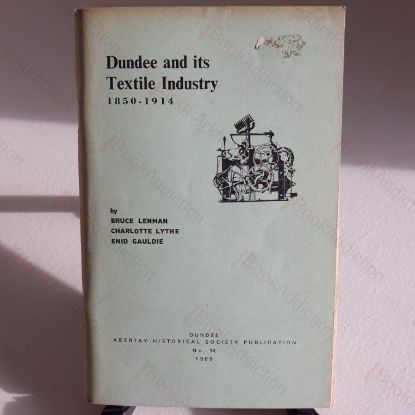 Dundee and its
Textile Industry
1850-1914
by
BRUCE LENMAN
CHARLOTTE LYTHE
ENID GAULDIE
DUNDEE
ABERTAY HISTORICAL SOCIETY PUBLICATION
No. 14
1969
iBookAddiction